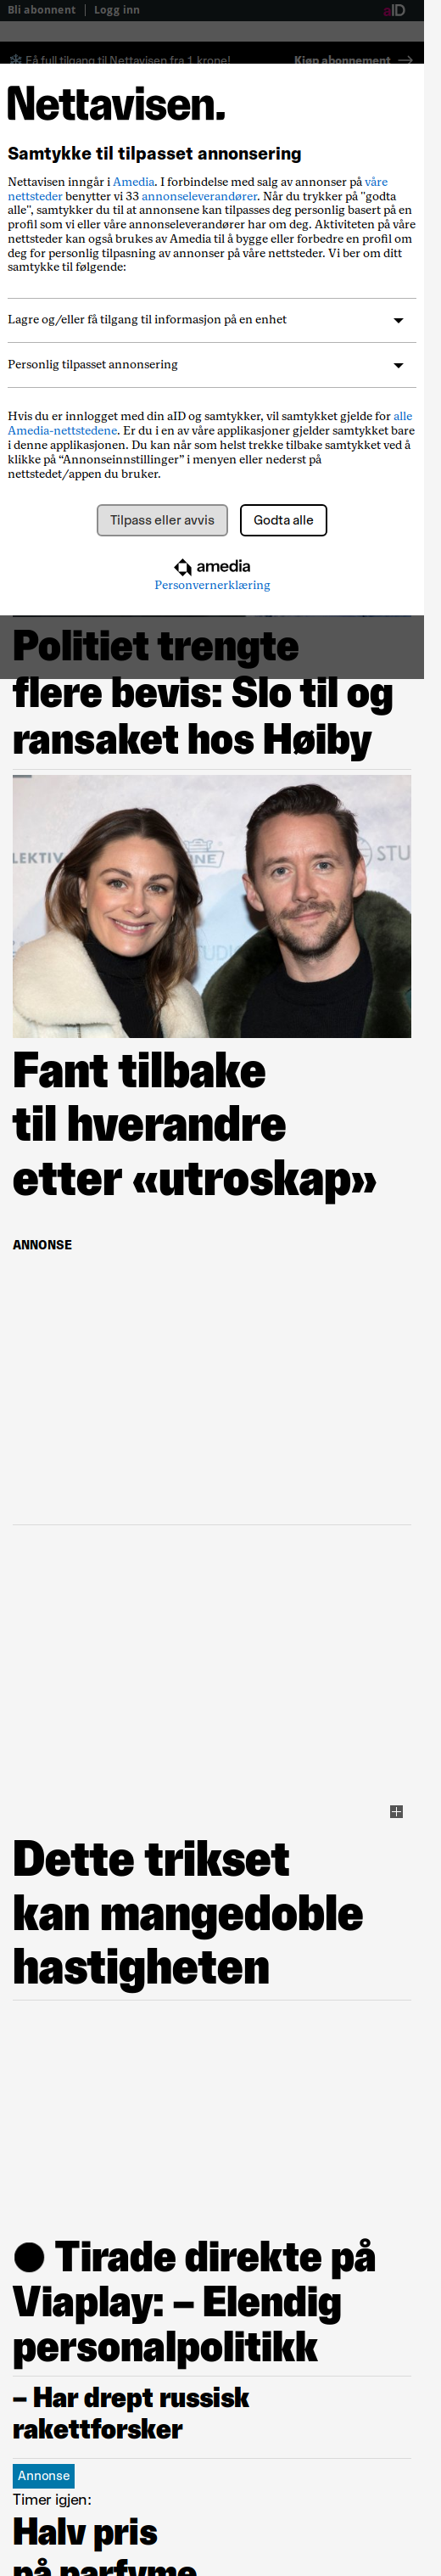 Bli abonnent | Logg inn
aID
Få full tilgang til Nettavisen fra 1 krone!
Kjøp abonnement
Nettavisen.
Samtykke til tilpasset annonsering
Nettavisen inngår i Amedia. I forbindelse med salg av annonser på våre
nettsteder benytter vi 33 annonseleverandører. Når du trykker på "godta
alle", samtykker du til at annonsene kan tilpasses deg personlig basert på en
profil som vi eller våre annonseleverandører har om deg. Aktiviteten på våre
nettsteder kan også brukes av Amedia til å bygge eller forbedre en profil om
deg for personlig tilpasning av annonser på våre nettsteder. Vi ber om ditt
samtykke til følgende:
Lagre og/eller få tilgang til informasjon på en enhet
Personlig tilpasset annonsering
Hvis du er innlogget med din aID og samtykker, vil samtykket gjelde for alle
Amedia-nettstedene. Er du i en av våre applikasjoner gjelder samtykket bare
i denne applikasjonen. Du kan når som helst trekke tilbake samtykket ved å
klikke på “Annonseinnstillinger” i menyen eller nederst på
nettstedet/appen du bruker.
Tilpass eller avvis
Godta alle
amedia
Personvernerklæring
Politiet trengte
flere bevis: Slo til og
ransaket hos Høiby
LEKTIV
STU
Fant tilbake
til hverandre
etter «utroskap»
ANNONSE
Dette trikset
kan mangedoble
hastigheten
● Tirade direkte på
Viaplay: – Elendig
personalpolitikk
– Har drept russisk
rakettforsker
Annonse
Timer igjen:
Halv pris
på parfyme